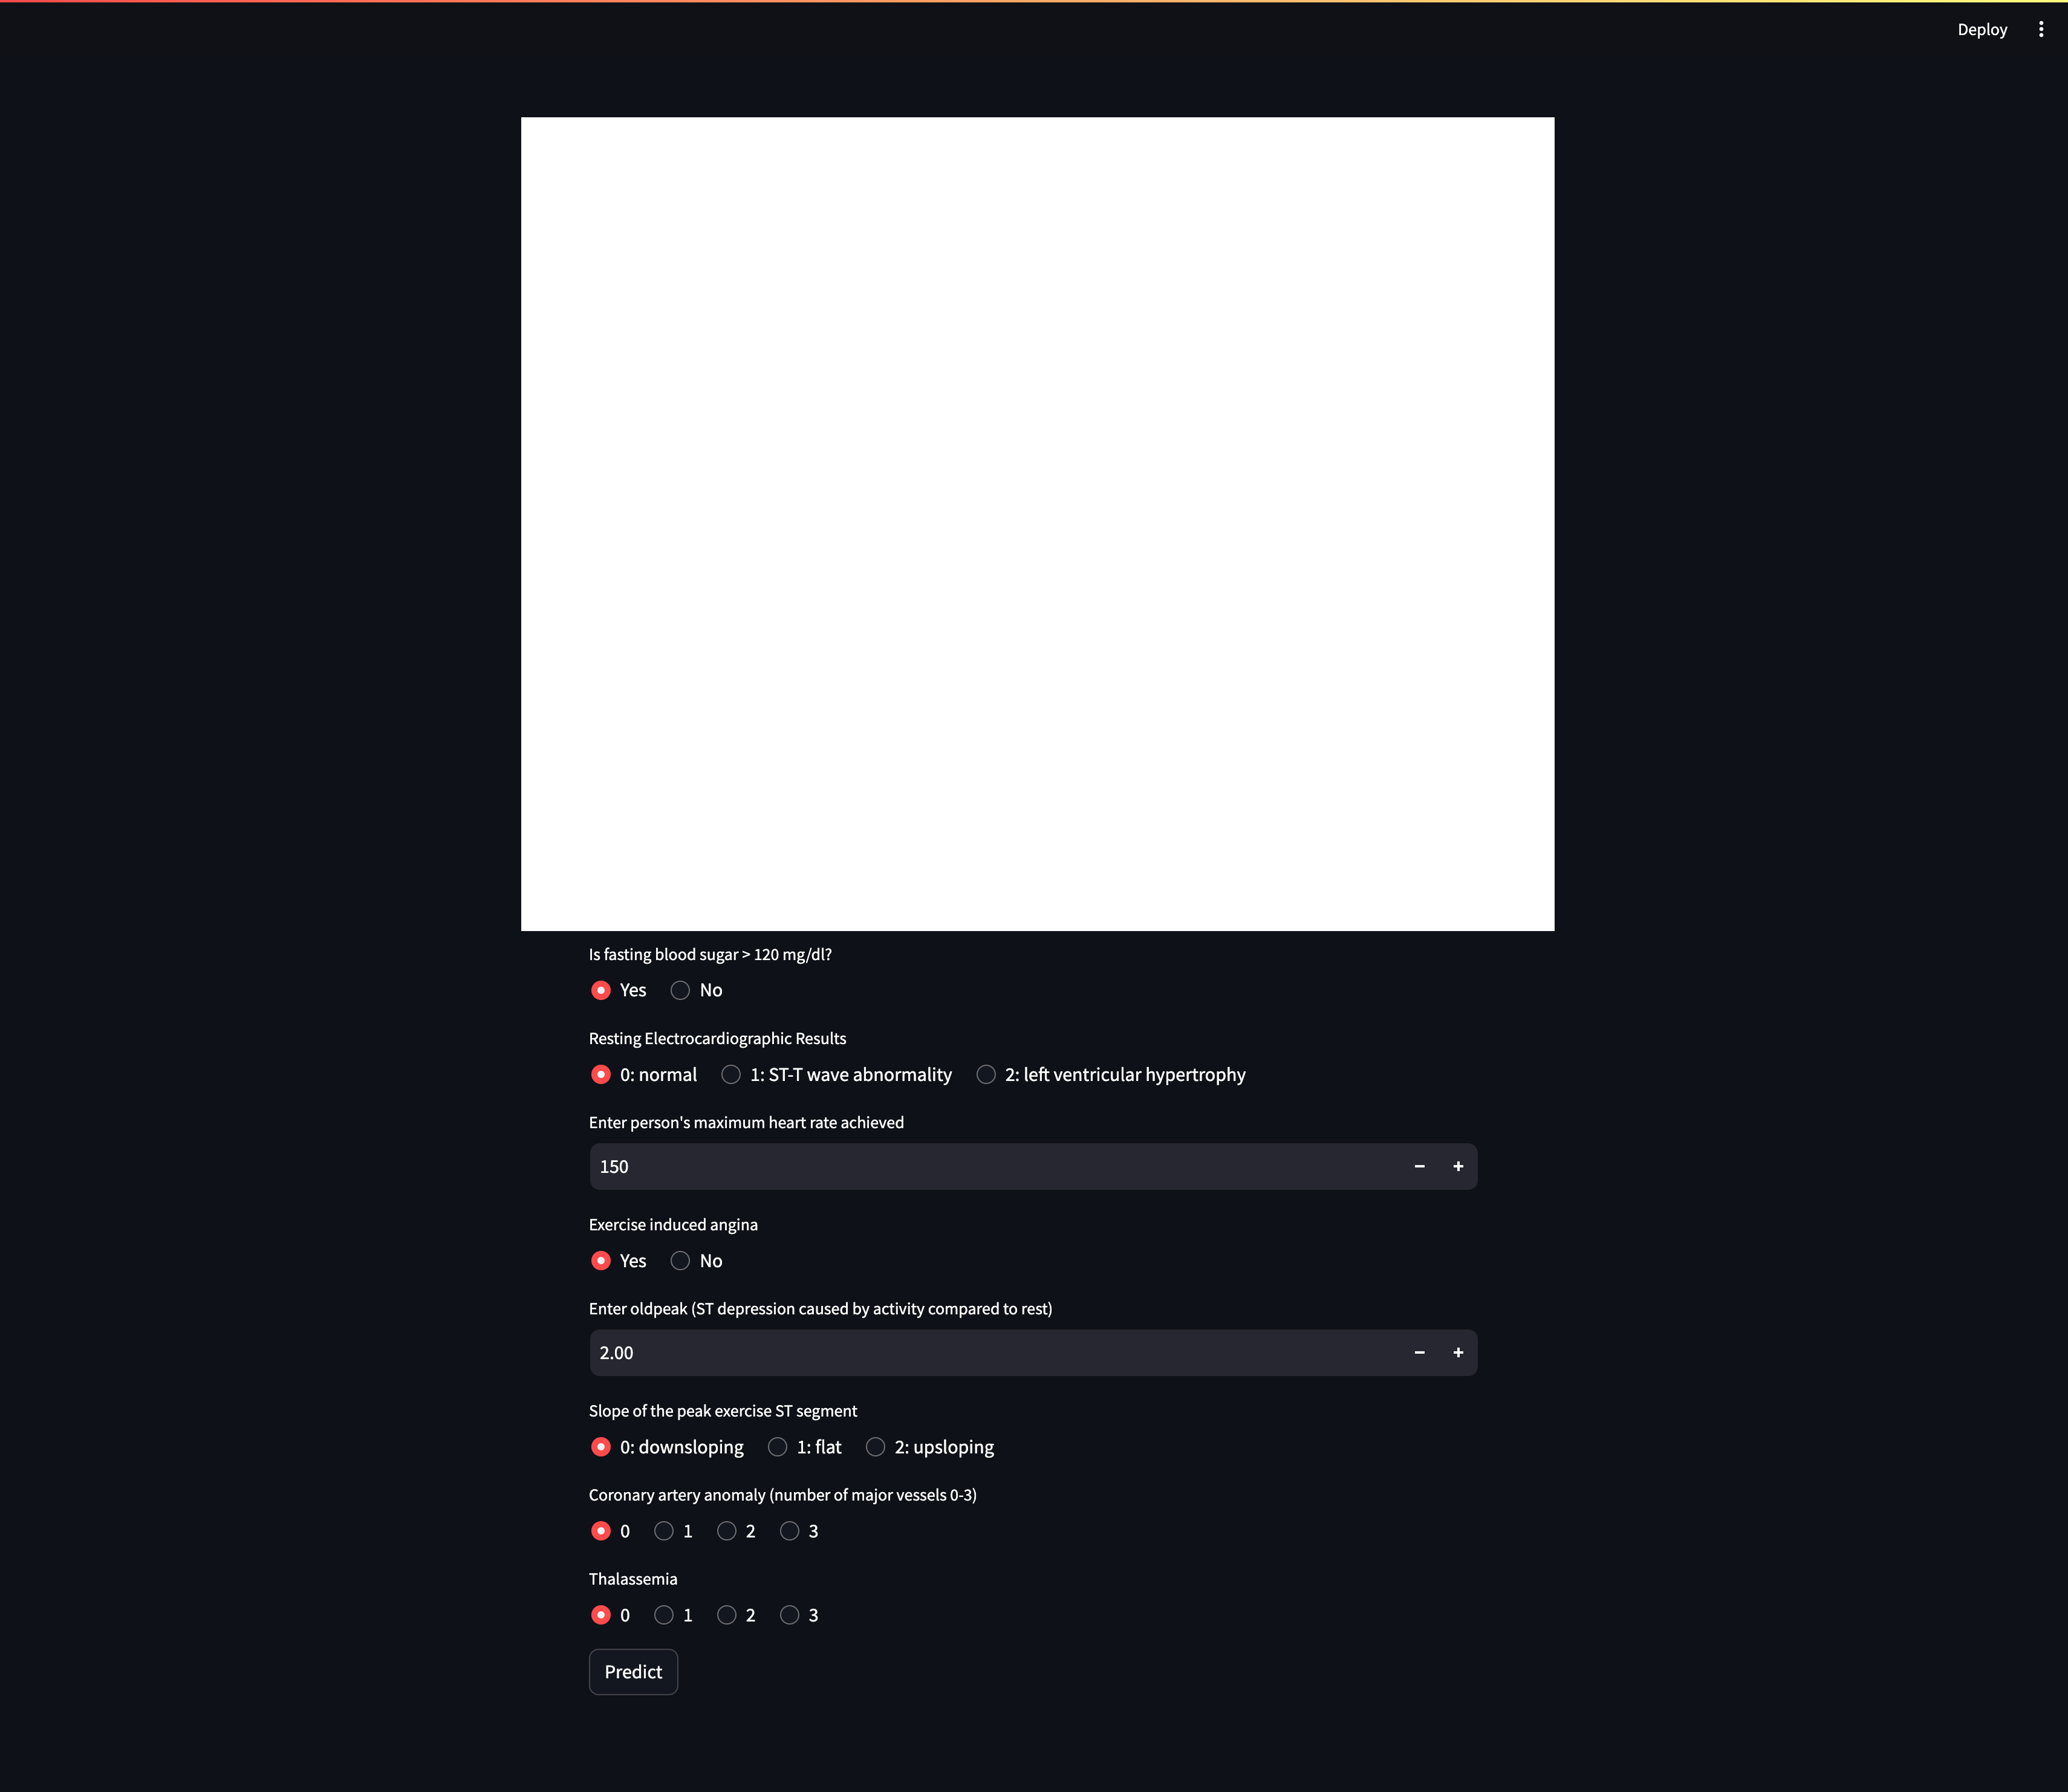 Deploy
Is fasting blood sugar > 120 mg/dl?
Yes No
Resting Electrocardiographic Results
0: normal 1: ST-T wave abnormality 2: left ventricular hypertrophy
Enter person's maximum heart rate achieved
150
Exercise induced angina
Yes No
Enter oldpeak (ST depression caused by activity compared to rest)
2.00
Slope of the peak exercise ST segment
0: downsloping 1: flat 2: upsloping
Coronary artery anomaly (number of major vessels 0-3)
0 1 2 3
Thalassemia
0 1 2 3
Predict